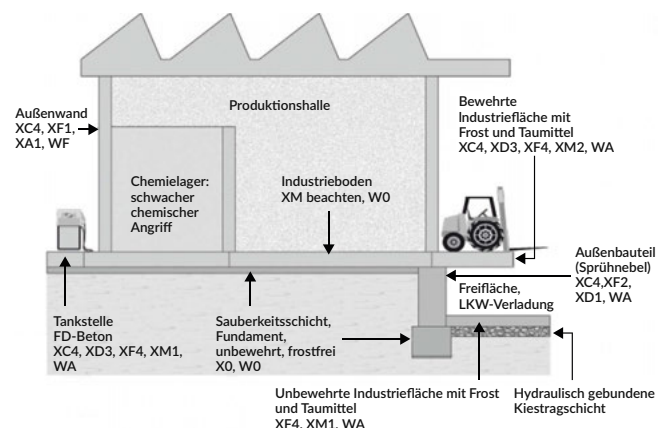 Produktionshalle
Außenwand
XC4, XF1,
XA1, WF
Bewehrte
Industriefläche mit
Frost und Taumittel
XC4, XD3, XF4, XM2, WA
Chemielager:
schwacher
chemischer
Angriff
Industrieboden
XM beachten, W0
Außenbauteil
(Sprühnebel)
XC4,XF2,
XD1, WA
Freifläche,
LKW-Verladung
Tankstelle
FD-Beton
XC4, XD3, XF4, XM1,
WA
Sauberkeitsschicht,
Fundament,
unbewehrt, frostfrei
X0, W0
Unbewehrte Industriefläche mit Frost
und Taumittel
XF4, XM1, WA
Hydraulisch gebundene
Kiestragschicht